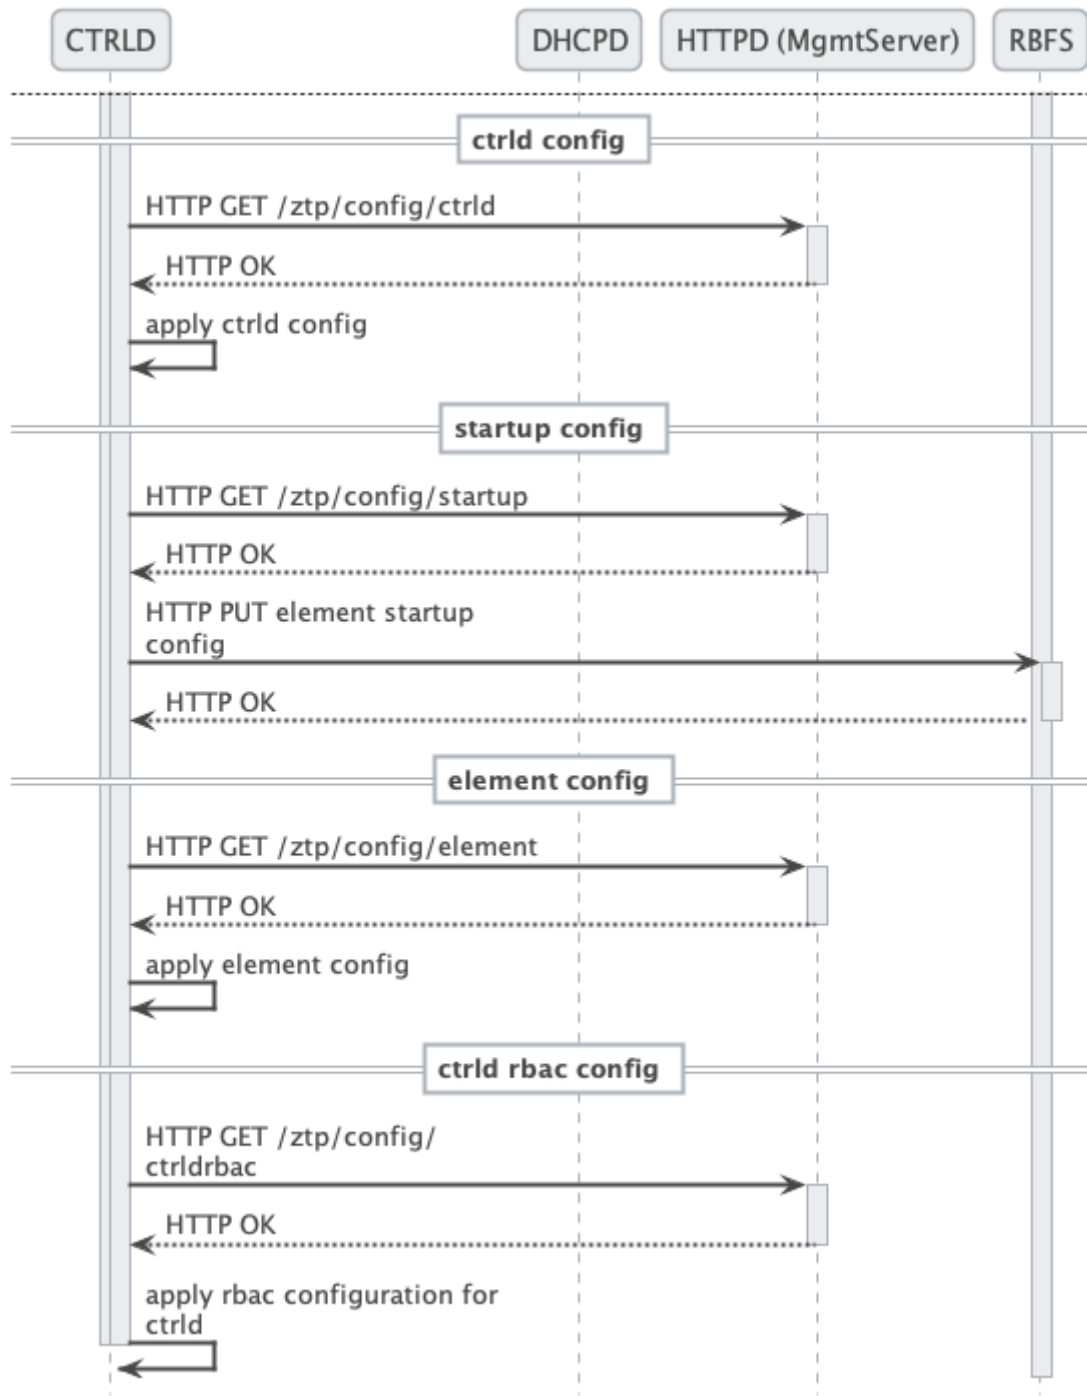 CTRLD
DHCPD
HTTPD (MgmtServer)
RBFS
ctrld config
HTTP GET /ztp/config/ctrld
HTTP OK
apply ctrld config
startup config
HTTP GET /ztp/config/startup
HTTP OK
HTTP PUT element startup
config
HTTP OK
element config
HTTP GET /ztp/config/element
HTTP OK
apply element config
ctrld rbac config
HTTP GET /ztp/config/
ctrldrbac
HTTP OK
apply rbac configuration for
ctrld